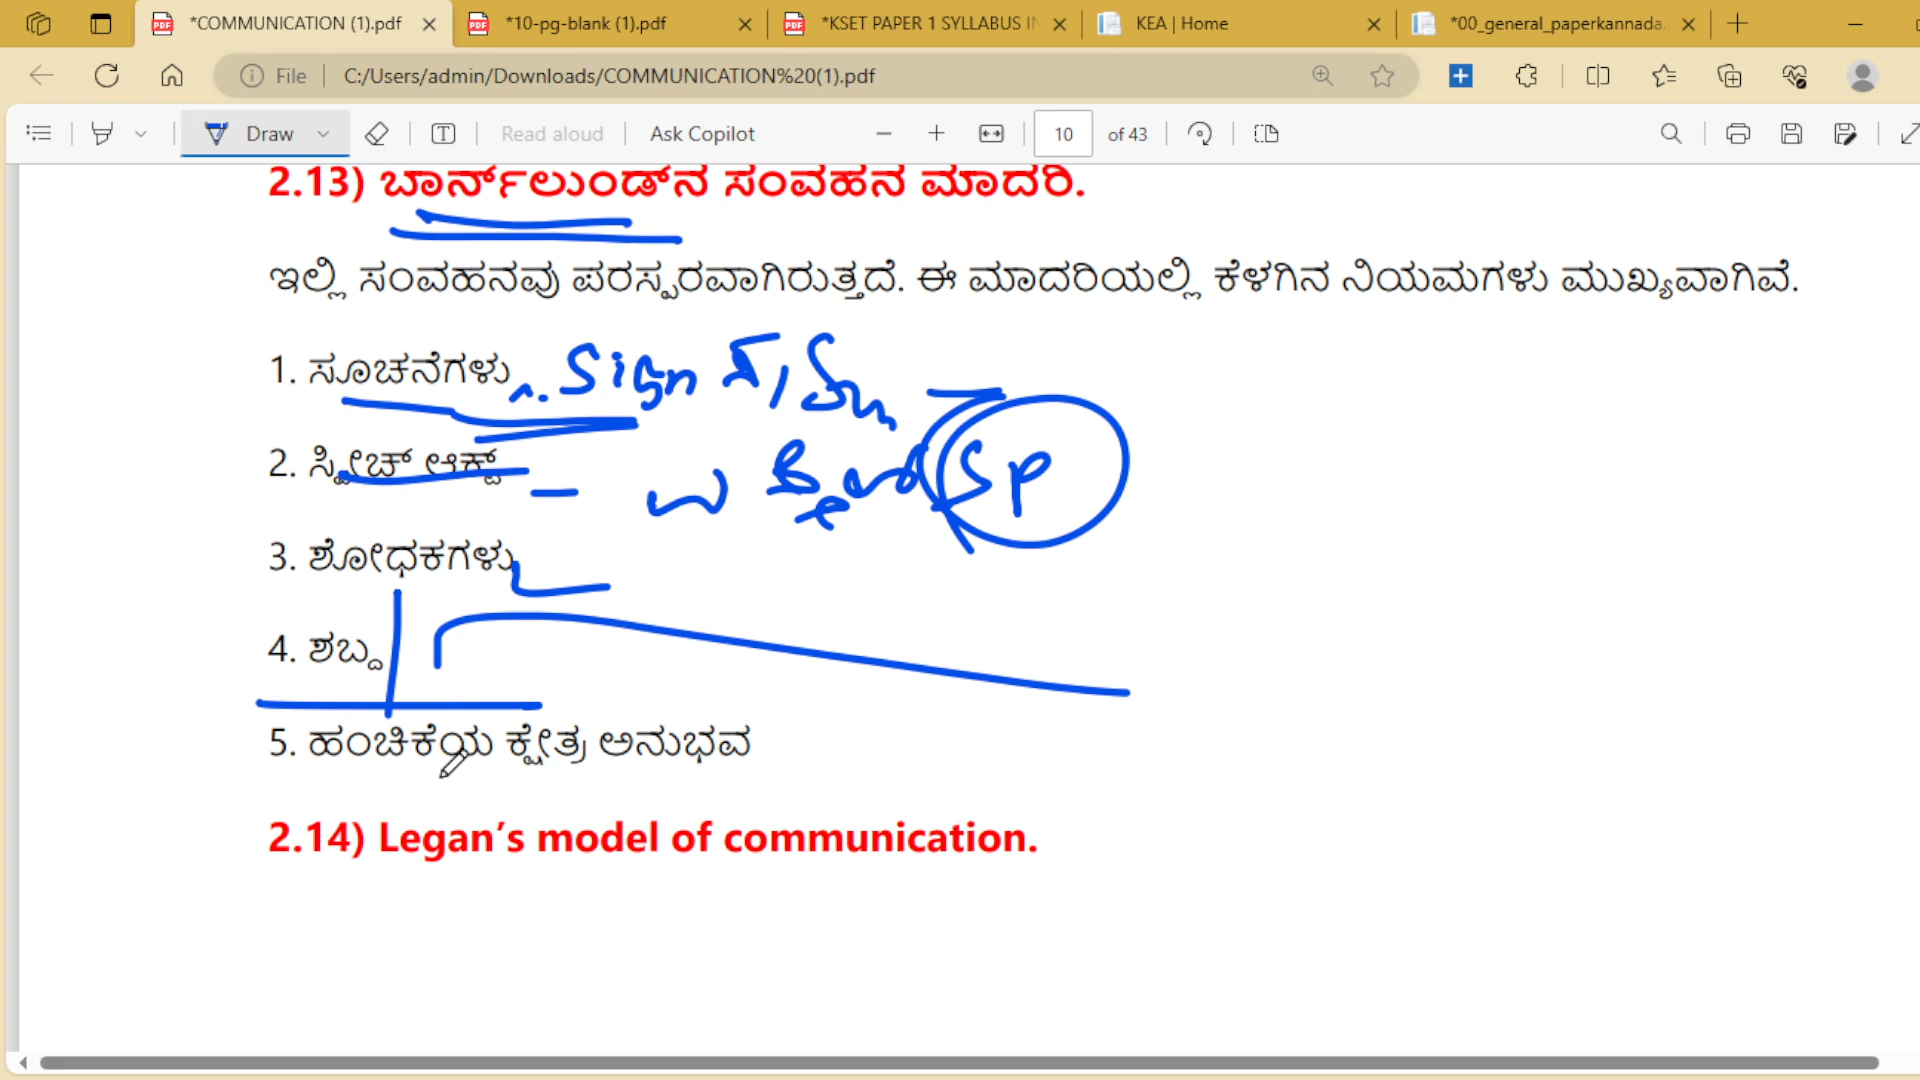 *COMMUNICATION (1).pdf
*10-pg-blank (1).pdf
*KSET PAPER 1 SYLLABUS IN
KEA | Home
*00_general_paperkannada.
File
C:/Users/admin/Downloads/COMMUNICATION%20(1).pdf
Draw
Read aloud
Ask Copilot
10 of 43
2.13) ಬಾರ್ನ್‌ಲುಂಡ್‌ನ ಸಂವಹನ ಮಾದರಿ.
ಇಲ್ಲಿ ಸಂವಹನವು ಪರಸ್ಪರವಾಗಿರುತ್ತದೆ. ಈ ಮಾದರಿಯಲ್ಲಿ ಕೆಳಗಿನ ನಿಯಮಗಳು ಮುಖ್ಯವಾಗಿವೆ.
1. ಸೂಚನೆಗಳು Sign
2. ಸ್ಪೀಚ್ ಆಕ್ಟ್ SP
3. ಶೋಧಕಗಳು
4. ಶಬ್ದ
5. ಹಂಚಿಕೆಯ ಕ್ಷೇತ್ರ ಅನುಭವ
2.14) Legan’s model of communication.